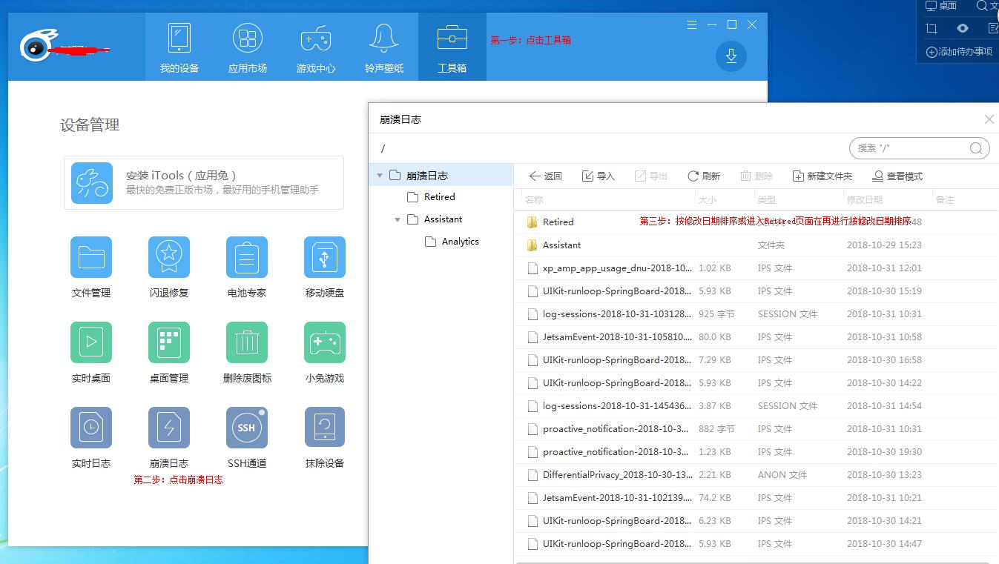 桌面
添加待办事项
我的设备
应用市场
游戏中心
铃声壁纸
工具箱
第一步：点击工具箱
设备管理
安装 iTools（应用兔）
最快的免费正版市场，最好用的手机管理助手
文件管理
闪退修复
电池专家
移动硬盘
实时桌面
桌面管理
删除废图标
小兔游戏
SSH
实时日志
崩溃日志
SSH通道
抹除设备
第二步：点击崩溃日志
崩溃日志
/
搜索 "/"
崩溃日志
Retired
Assistant
Analytics
返回 导入 导出 刷新 删除 新建文件夹 查看模式
名称 大小 类型 修改日期 备注
Retired
第三步：按修改日期排序或进入Retired页面在再进行按修改日期排序
Assistant 文件夹 2018-10-29 15:23
xp_amp_app_usage_dnu-2018-10... 1.02 KB IPS 文件 2018-10-31 12:01
UIKit-runloop-SpringBoard-2018... 5.93 KB IPS 文件 2018-10-30 15:19
log-sessions-2018-10-31-103128... 925 字节 SESSION 文件 2018-10-31 10:31
JetsamEvent-2018-10-31-105810.... 80.0 KB IPS 文件 2018-10-31 10:58
UIKit-runloop-SpringBoard-2018... 7.29 KB IPS 文件 2018-10-30 16:58
UIKit-runloop-SpringBoard-2018... 5.93 KB IPS 文件 2018-10-30 14:22
log-sessions-2018-10-31-145436... 3.87 KB SESSION 文件 2018-10-31 14:54
proactive_notification-2018-10-3... 882 字节 IPS 文件 2018-10-31 10:31
proactive_notification-2018-10-3... 1.23 KB IPS 文件 2018-10-30 19:30
DifferentialPrivacy_2018-10-30-13... 2.21 KB ANON 文件 2018-10-30 13:23
JetsamEvent-2018-10-31-102139.... 74.2 KB IPS 文件 2018-10-31 10:21
UIKit-runloop-SpringBoard-2018... 6.23 KB IPS 文件 2018-10-30 14:21
UIKit-runloop-SpringBoard-2018... 5.93 KB IPS 文件 2018-10-30 14:47